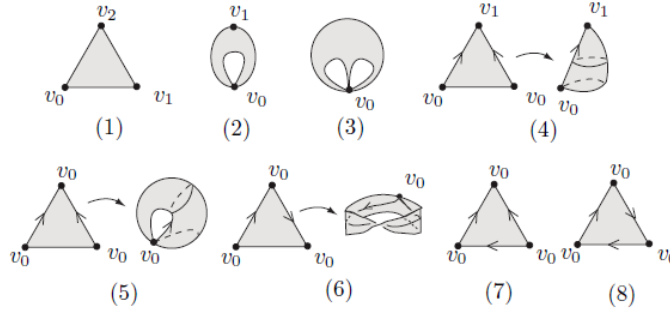 v₂ v₁ v₁ v₁
v₀ v₁ v₀ v₀ v₀ v₀ v₀
(1) (2) (3) (4)
v₀ v₀ v₀ v₀ v₀
v₀ v₀ v₀ v₀ v₀ v₀ v₀ v₀ v₀
(5) (6) (7) (8)